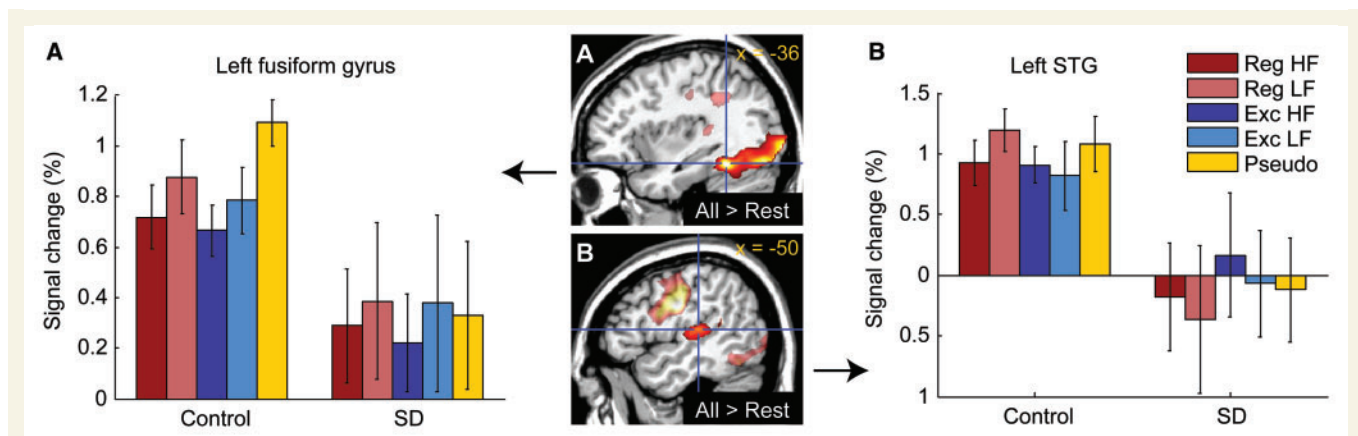 A
Left fusiform gyrus
1.2
1
0.8
0.6
0.4
0.2
0
Signal change (%)
Control
SD
A
x = -36
All > Rest
B
x = -50
All > Rest
B
Left STG
Reg HF
Reg LF
Exc HF
Exc LF
Pseudo
1.5
1
0.5
0
0.5
1
Signal change (%)
Control
SD